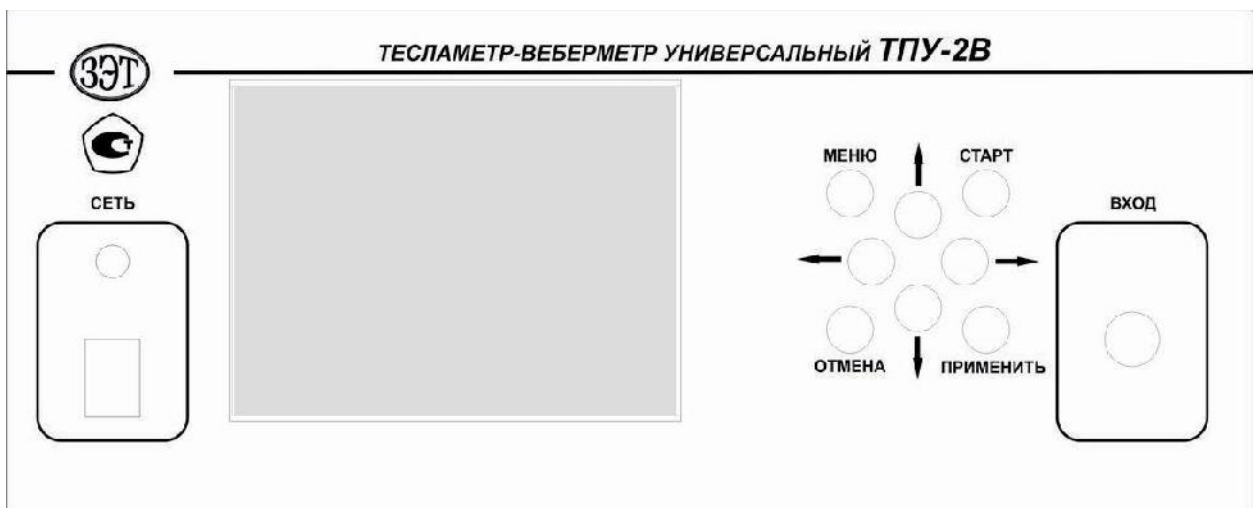 ТЕСЛАМЕТР-ВЕБЕРМЕТР УНИВЕРСАЛЬНЫЙ ТПУ-2В
ЗЭТ
СЕТЬ
МЕНЮ
СТАРТ
ОТМЕНА
ПРИМЕНИТЬ
ВХОД